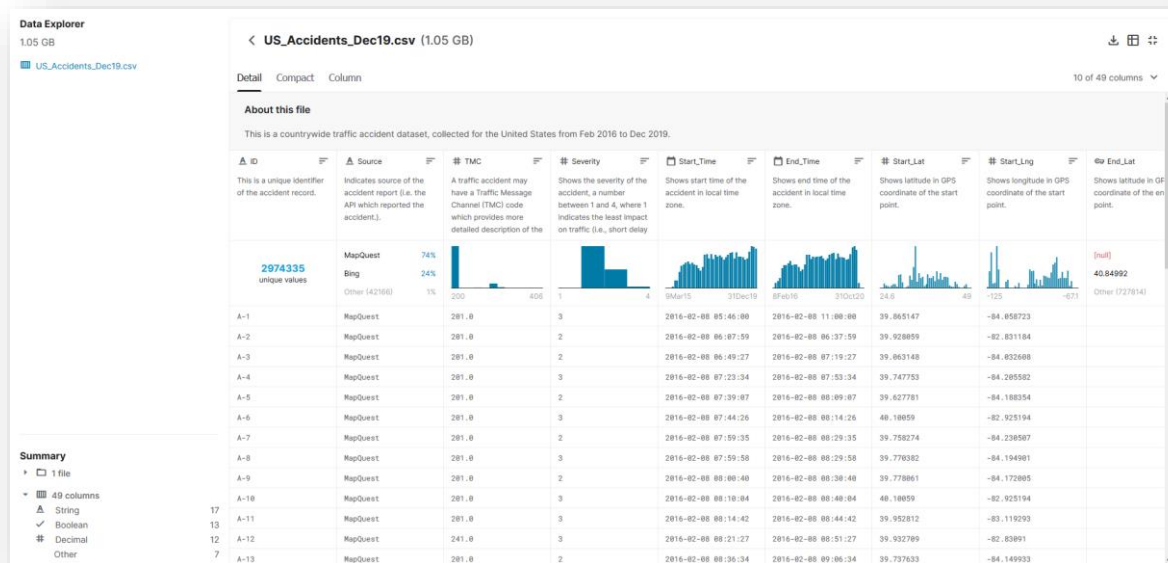 Data Explorer
1.05 GB
US_Accidents_Dec19.csv
US_Accidents_Dec19.csv (1.05 GB)
Detail Compact Column 10 of 49 columns
About this file
This is a countrywide traffic accident dataset, collected for the United States from Feb 2016 to Dec 2019.
ID Source # TMC # Severity Start_Time End_Time # Start_Lat # Start_Lng End_Lat
This is a unique identifier Indicates source of the A traffic accident may Shows the severity of the Shows start time of the Shows end time of the Shows latitude in GPS Shows longitude in GPS Shows latitude in GP
of the accident record. accident report (i.e. the have a Traffic Message accident, a number accident in local time accident in local time coordinate of the start coordinate of the start coordinate of the en
API which reported the Channel (TMC) code between 1 and 4, where 1 zone. zone. point. point. point.
accident.). which provides more indicates the least impact
detailed description of the on traffic (i.e., short delay
2974335
unique values
MapQuest 74%
Bing 24%
Other (42166) 1%
200 406
1 4
9Mar15 31Dec19
8Feb16 31Oct20
24.6 49
-125 -67.1
[null]
40.84992
Other (727614)
A-1 MapQuest 201.0 3 2016-02-08 05:46:00 2016-02-08 11:00:00 39.865147 -84.058723
A-2 MapQuest 201.0 2 2016-02-08 06:07:59 2016-02-08 06:37:59 39.928059 -82.831184
A-3 MapQuest 201.0 2 2016-02-08 06:49:27 2016-02-08 07:19:27 39.063148 -84.032608
A-4 MapQuest 201.0 3 2016-02-08 07:23:34 2016-02-08 07:53:34 39.747753 -84.205582
A-5 MapQuest 201.0 2 2016-02-08 07:39:07 2016-02-08 08:09:07 39.627781 -84.188354
A-6 MapQuest 201.0 3 2016-02-08 07:44:26 2016-02-08 08:14:26 40.10059 -82.925194
A-7 MapQuest 201.0 2 2016-02-08 07:59:35 2016-02-08 08:29:35 39.758274 -84.230507
A-8 MapQuest 201.0 3 2016-02-08 07:59:58 2016-02-08 08:29:58 39.770382 -84.194901
A-9 MapQuest 201.0 2 2016-02-08 08:00:40 2016-02-08 08:30:40 39.778061 -84.172005
A-10 MapQuest 201.0 3 2016-02-08 08:10:04 2016-02-08 08:40:04 40.10059 -82.925194
A-11 MapQuest 201.0 3 2016-02-08 08:14:42 2016-02-08 08:44:42 39.952812 -83.119293
A-12 MapQuest 241.0 3 2016-02-08 08:21:27 2016-02-08 08:51:27 39.932709 -82.83091
A-13 MapQuest 201.0 2 2016-02-08 08:36:34 2016-02-08 09:06:34 39.737633 -84.149933
Summary
1 file
49 columns
String 17
Boolean 13
# Decimal 12
Other 7